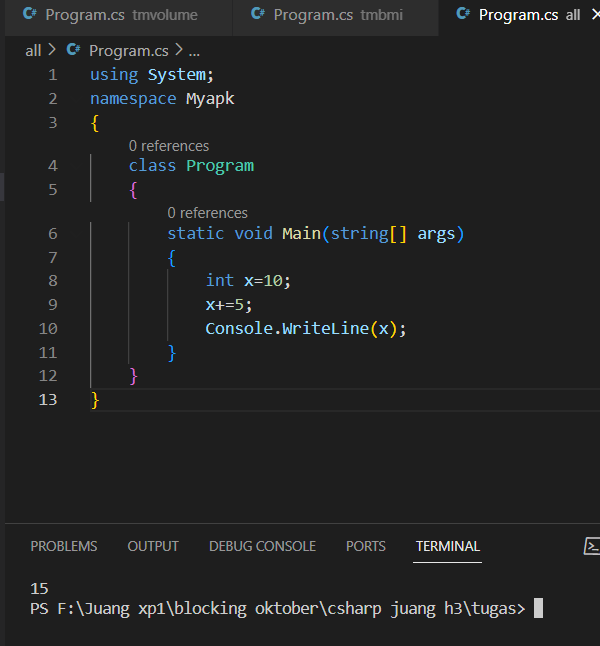 Program.cs tmvolume Program.cs tmbmi Program.cs all
all > Program.cs > ...
1 using System;
2 namespace Myapk
3 {
0 references
4 class Program
5 {
0 references
6 static void Main(string[] args)
7 {
8 int x=10;
9 x+=5;
10 Console.WriteLine(x);
11 }
12 }
13 }
PROBLEMS OUTPUT DEBUG CONSOLE PORTS TERMINAL
15
PS F:\Juang xp1\blocking oktober\csharp juang h3\tugas>